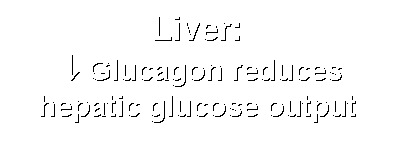 Liver:
↓ Glucagon reduces
hepatic glucose output